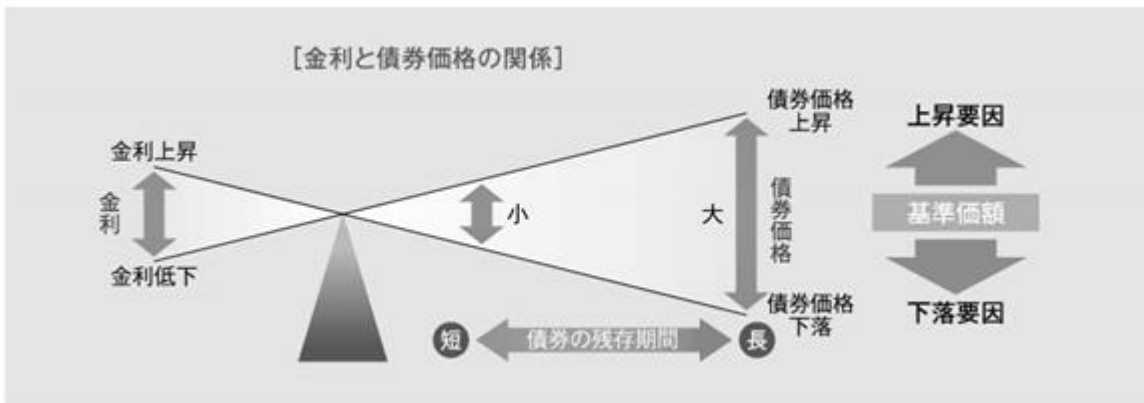 [金利と債券価格の関係]
債券価格
上昇
上昇要因
金利上昇
金利
小
大
債券価格
基準価額
金利低下
債券価格
下落
下落要因
短
債券の残存期間
長